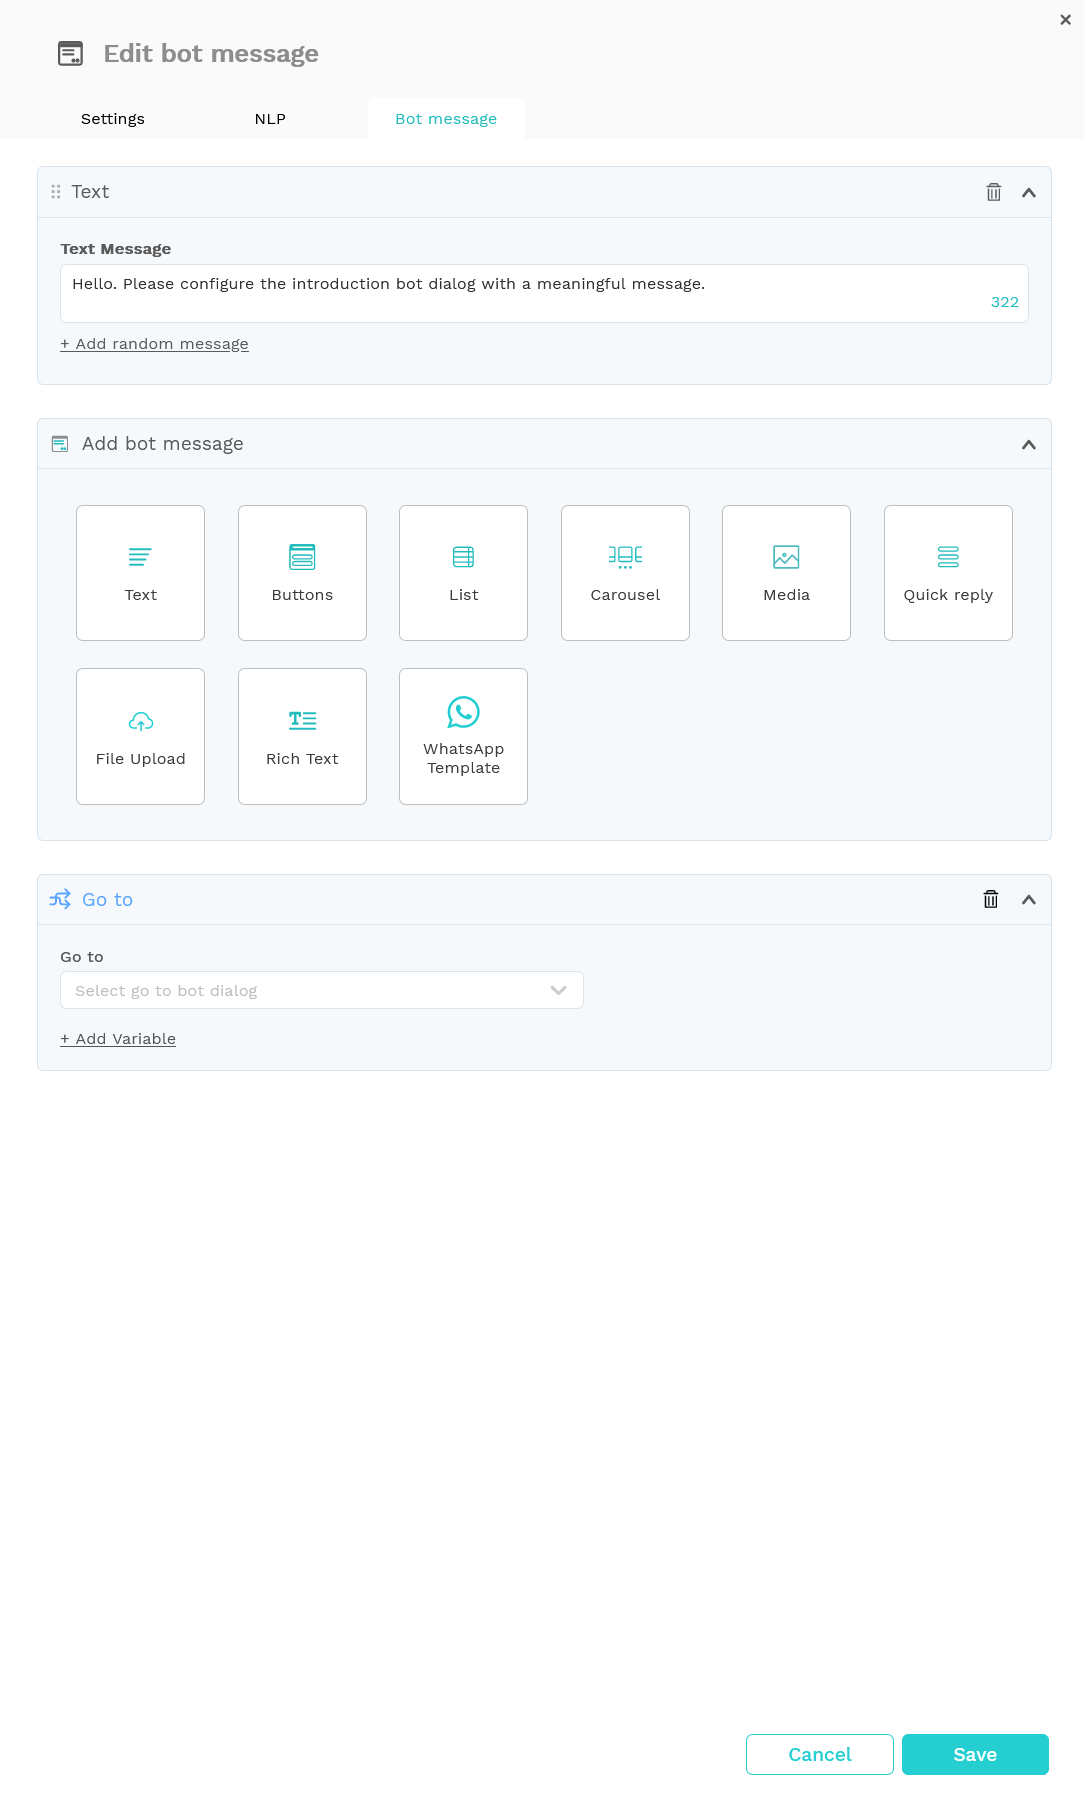 Edit bot message
Settings NLP Bot message
Text
Text Message
Hello. Please configure the introduction bot dialog with a meaningful message.
322
+ Add random message
Add bot message
Text Buttons List Carousel Media Quick reply
File Upload Rich Text WhatsApp
Template
Go to
Go to
Select go to bot dialog
+ Add Variable
Cancel Save